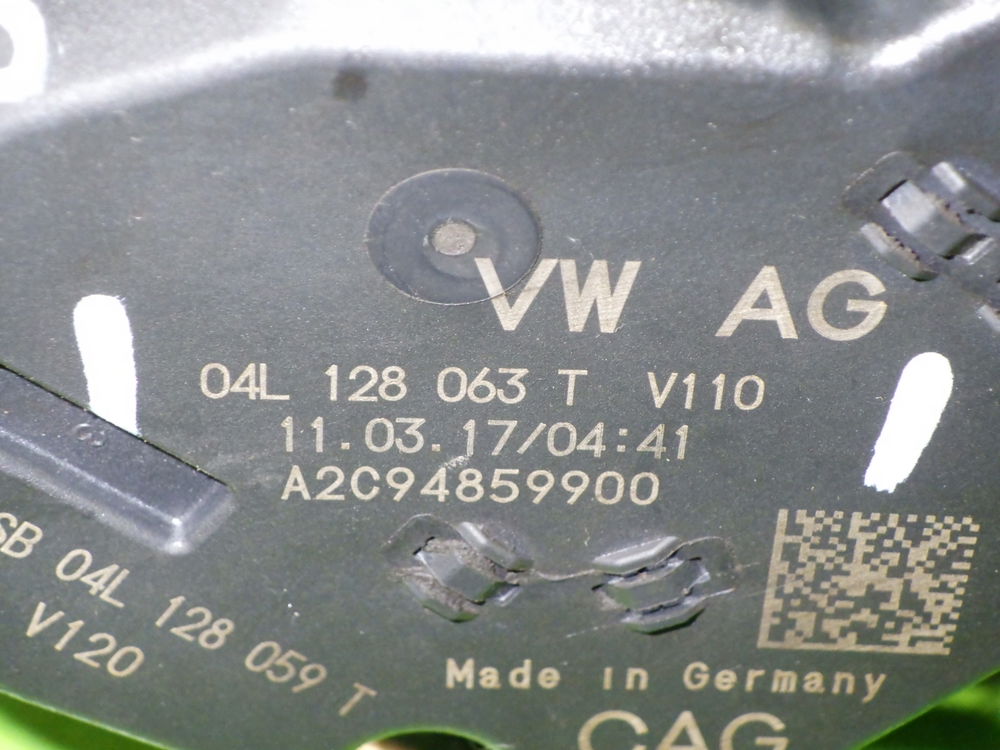 VW AG
04L 128 063 T V110
11.03.17/04:41
A2C94859900
SB 04L 128 059 T
V120
Made in Germany
CAG